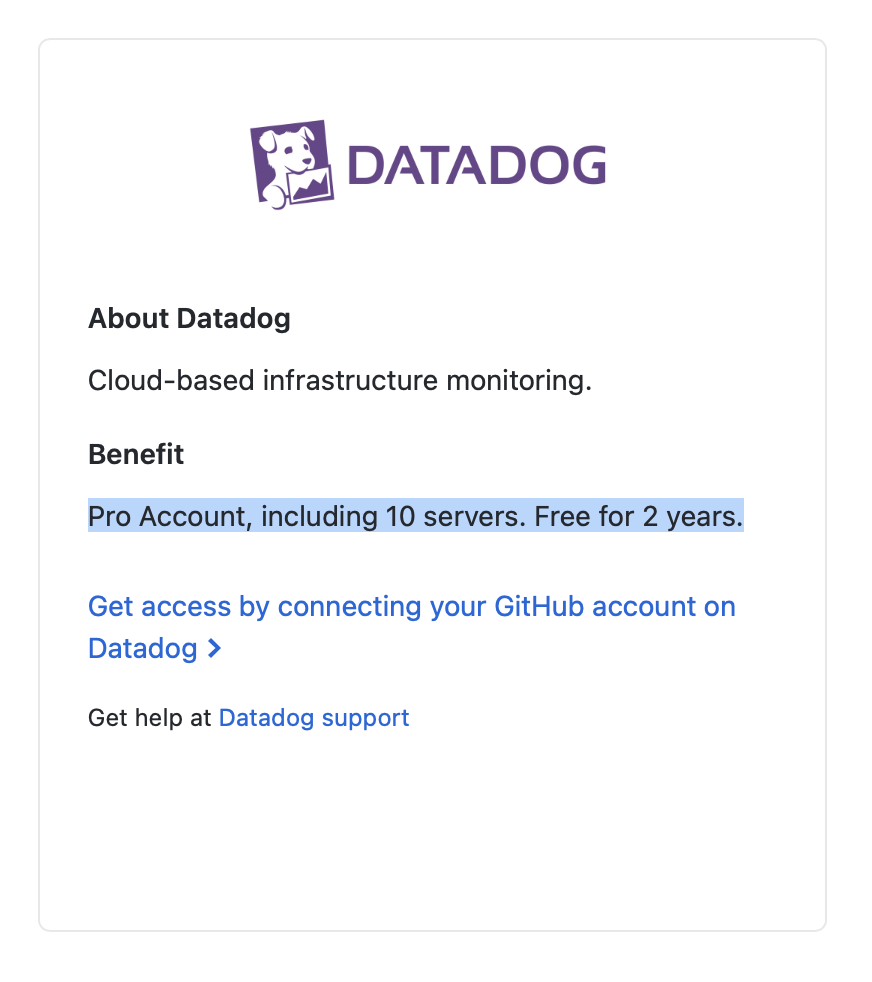 DATADOG
About Datadog
Cloud-based infrastructure monitoring.
Benefit
Pro Account, including 10 servers. Free for 2 years.
Get access by connecting your GitHub account on
Datadog >
Get help at Datadog support